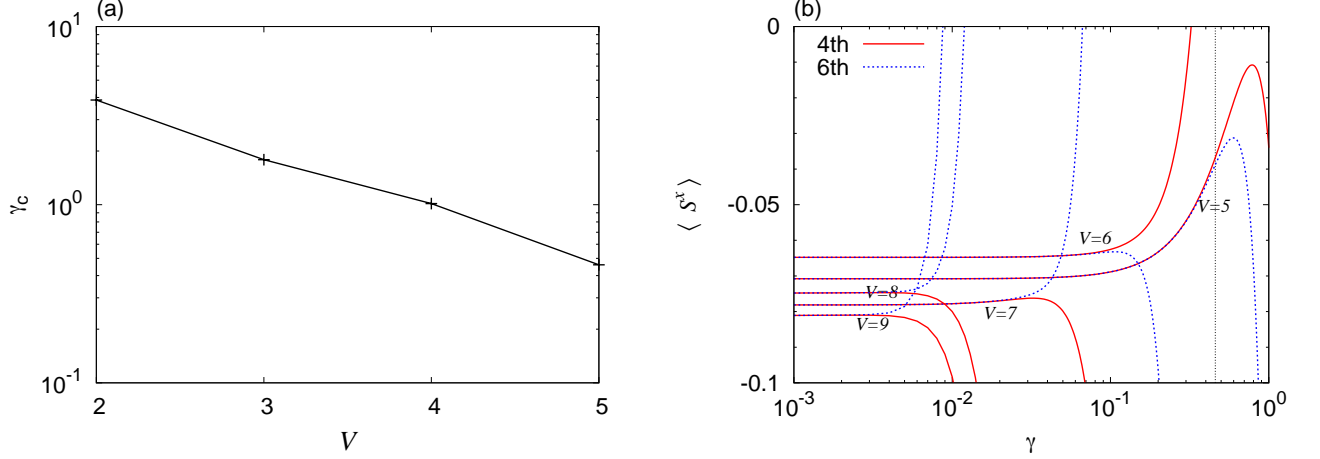 (a)
10^1
10^0
10^-1
γ_c
2 3 4 5
V
(b)
4th
6th
0
-0.05
-0.1
⟨ S^x ⟩
V=5
V=6
V=8
V=7
V=9
10^-3 10^-2 10^-1 10^0
γ